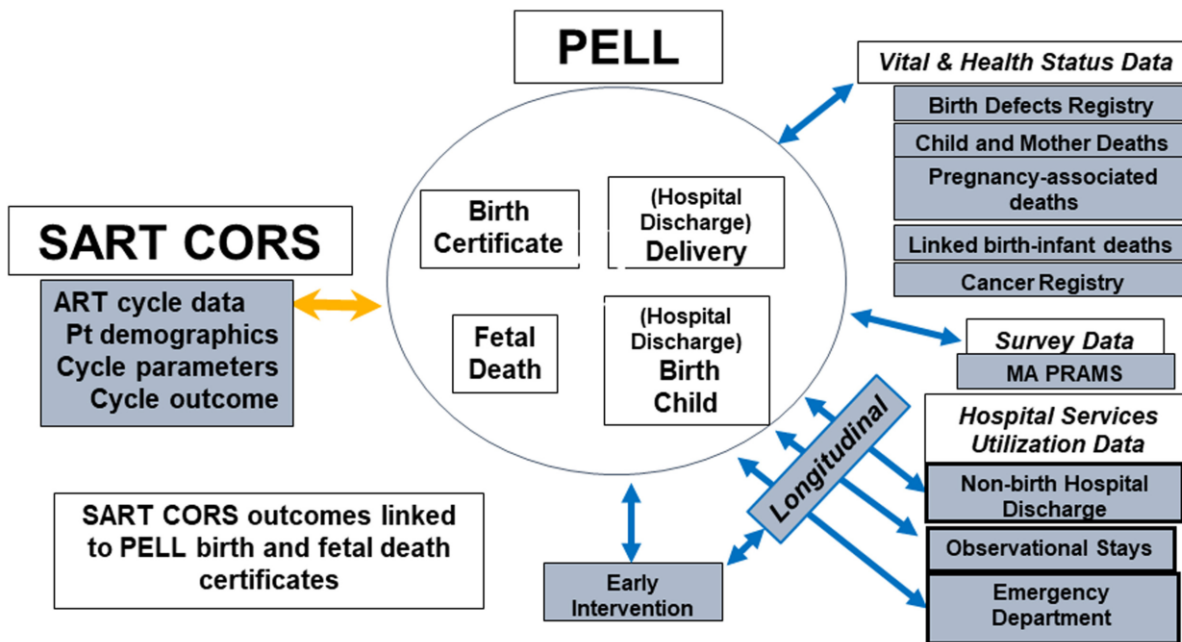 PELL
Vital & Health Status Data
Birth Defects Registry
Child and Mother Deaths
Pregnancy-associated
deaths
Linked birth-infant deaths
Cancer Registry
Birth
Certificate
(Hospital
Discharge)
Delivery
SART CORS
ART cycle data
Pt demographics
Cycle parameters
Cycle outcome
Fetal
Death
(Hospital
Discharge)
Birth
Child
Survey Data
MA PRAMS
Hospital Services
Utilization Data
Longitudinal
Non-birth Hospital
Discharge
Observational Stays
Emergency
Department
SART CORS outcomes linked
to PELL birth and fetal death
certificates
Early
Intervention